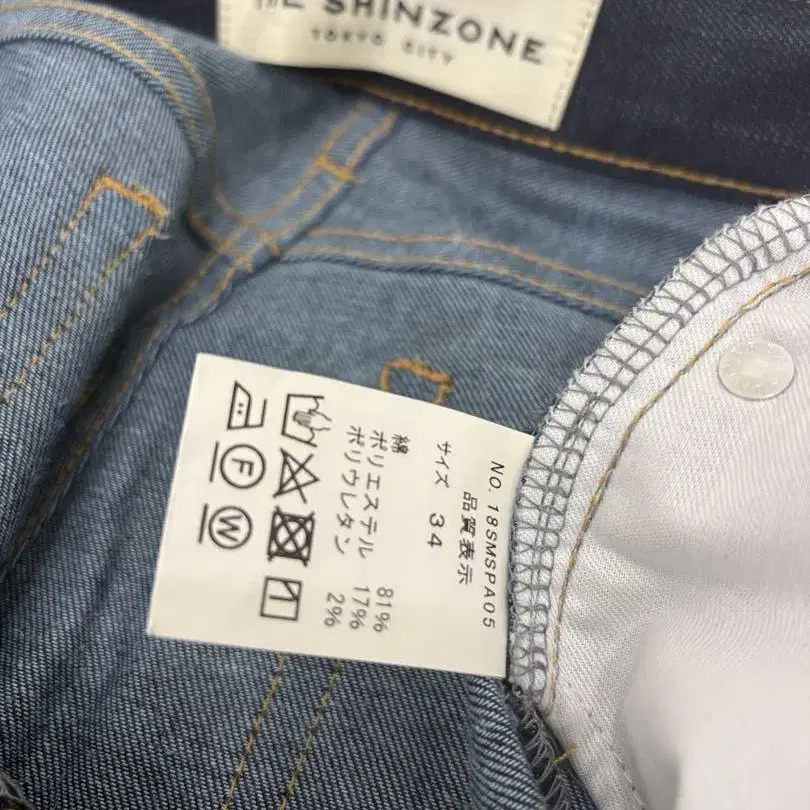 THE SHINZONE
TOKYO CITY
NO. 18SMSPA05
品質表示
サイズ 34
綿 81%
ポリエステル 17%
ポリウレタン 2%
F
W